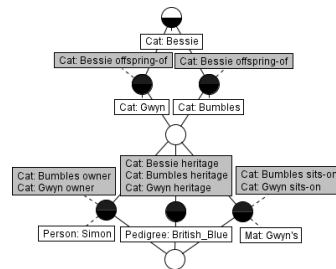 Cat: Bessie
Cat: Bessie offspring-of
Cat: Bessie offspring-of
Cat: Gwyn
Cat: Bumbles
Cat: Bumbles owner
Cat: Gwyn owner
Cat: Bessie heritage
Cat: Bumbles heritage
Cat: Gwyn heritage
Cat: Bumbles sits-on
Cat: Gwyn sits-on
Person: Simon
Pedigree: British_Blue
Mat: Gwyn's